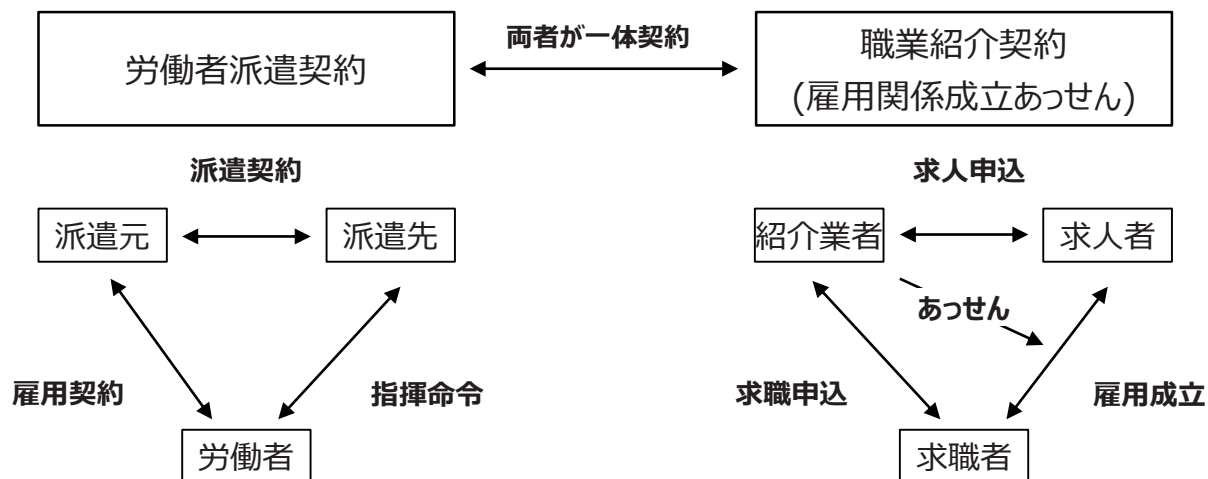 労働者派遣契約
両者が一体契約
職業紹介契約
(雇用関係成立あっせん)
派遣契約
求人申込
派遣元
派遣先
紹介業者
求人者
あっせん
雇用契約
指揮命令
求職申込
雇用成立
労働者
求職者